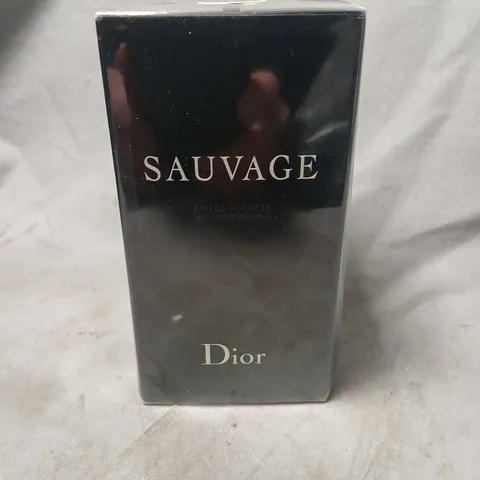 SAUVAGE
EAU DE TOILETTE
Dior